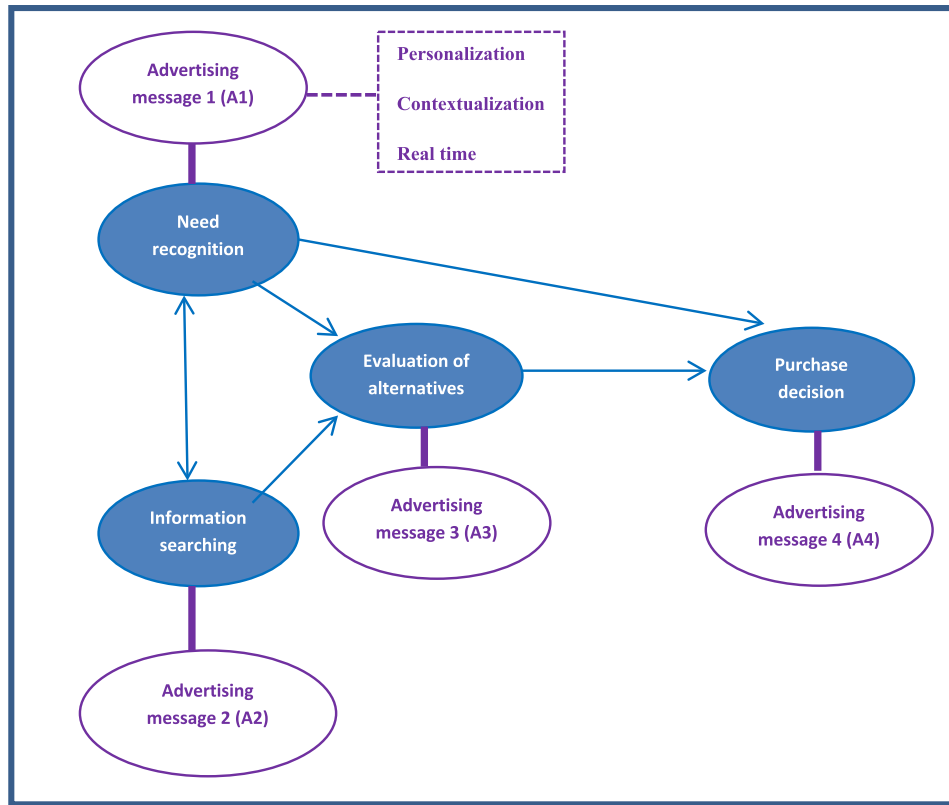 Advertising
message 1 (A1)
Personalization
Contextualization
Real time
Need
recognition
Evaluation of
alternatives
Purchase
decision
Information
searching
Advertising
message 3 (A3)
Advertising
message 4 (A4)
Advertising
message 2 (A2)